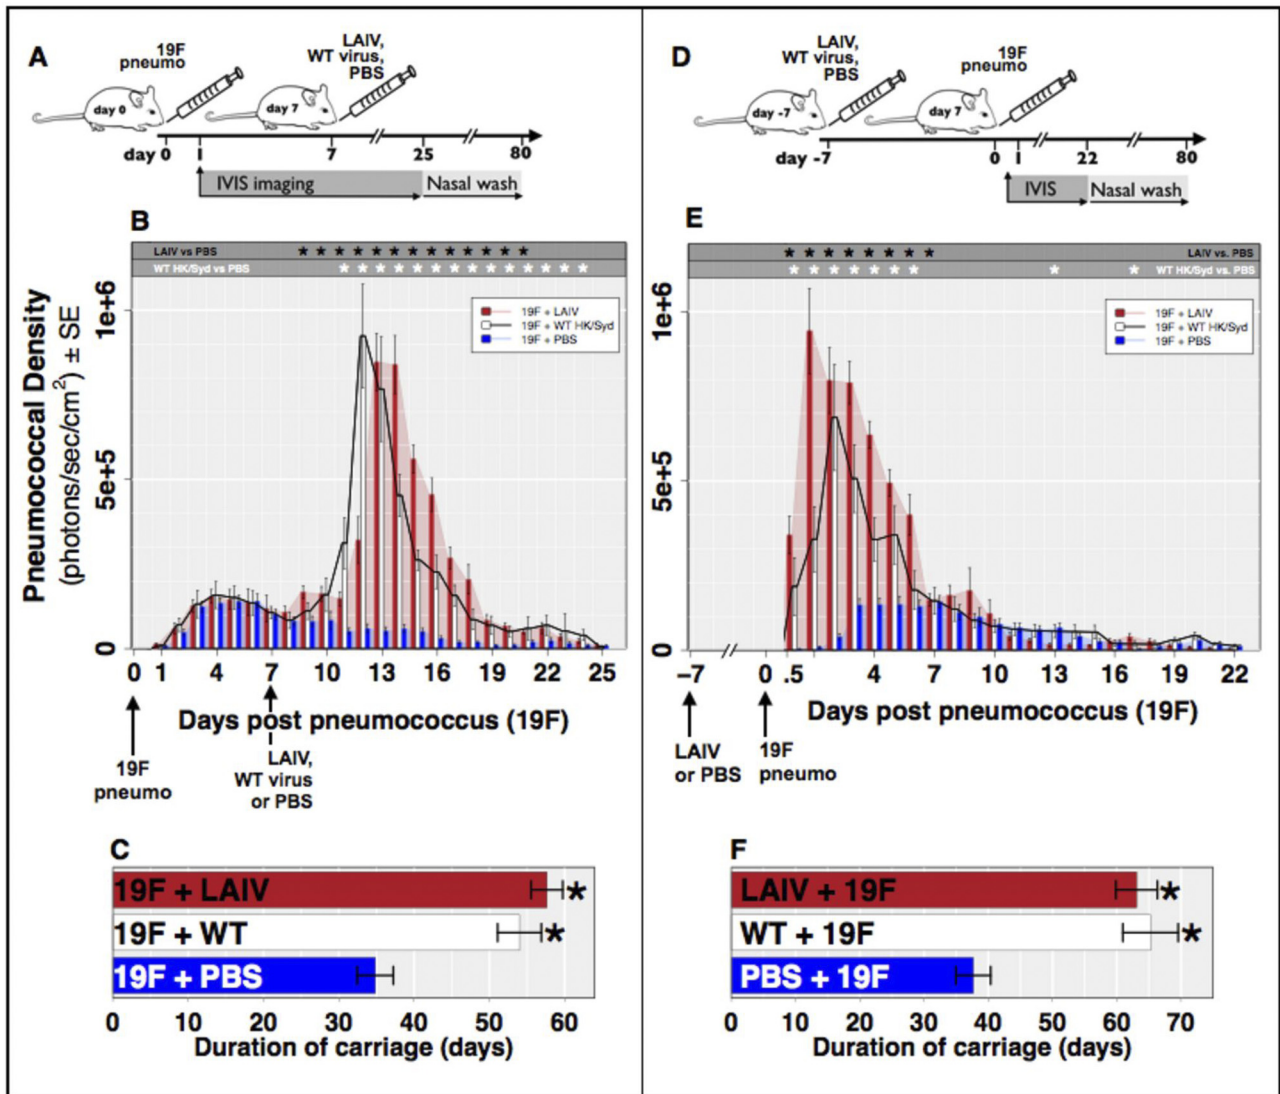 A
19F
pneumo
LAIV,
WT virus,
PBS
day 0
day 7
day 0 1 7 25 80
IVIS imaging
Nasal wash
B
LAIV vs PBS * * * * * * * * * * * * *
WT HK/Syd vs PBS * * * * * * * * * * * * * *
19F + LAIV
19F + WT HK/Syd
19F + PBS
Pneumococcal Density
(photons/sec/cm²) ± SE
1e+6
5e+5
0
0 1 4 7 10 13 16 19 22 25
Days post pneumococcus (19F)
19F
pneumo
LAIV,
WT virus
or PBS
C
19F + LAIV *
19F + WT *
19F + PBS
0 10 20 30 40 50 60
Duration of carriage (days)
D
LAIV,
WT virus,
PBS
19F
pneumo
day -7
day 7
day -7 0 1 22 80
IVIS
Nasal wash
E
* * * * * * * * LAIV vs. PBS
* * * * * * * * * WT HK/Syd vs. PBS
19F + LAIV
19F + WT HK/Syd
19F + PBS
1e+6
5e+5
0
−7 0 .5 4 7 10 13 16 19 22
Days post pneumococcus (19F)
LAIV
or PBS
19F
pneumo
F
LAIV + 19F *
WT + 19F *
PBS + 19F
0 10 20 30 40 50 60 70
Duration of carriage (days)